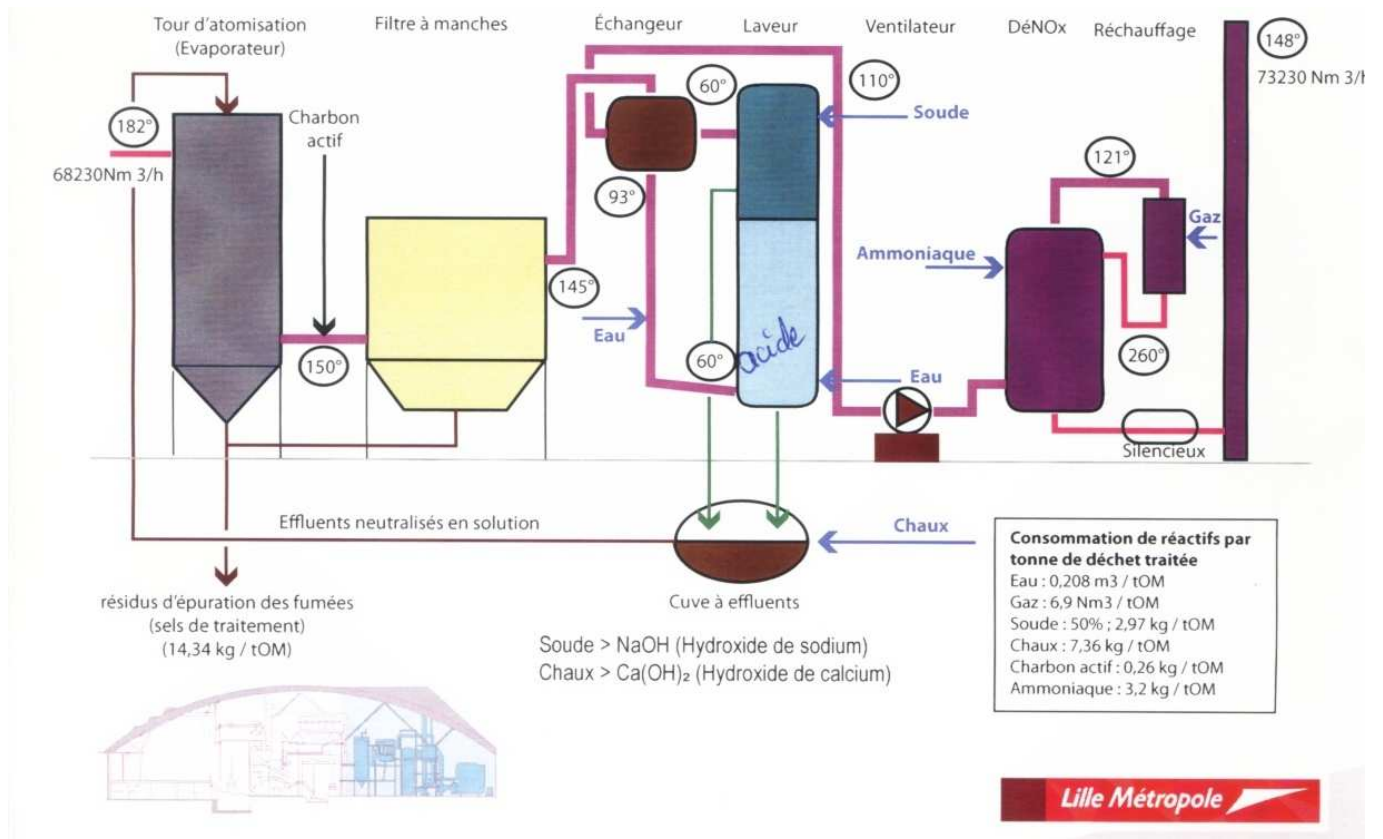 Tour d'atomisation
(Evaporateur)
Filtre à manches
Échangeur
Laveur
Ventilateur
DéNOx
Réchauffage
148°
73230 Nm 3/h
182°
68230Nm 3/h
Charbon
actif
60°
110°
Soude
121°
93°
Gaz
Ammoniaque
145°
Eau
150°
60°
acide
Eau
260°
Silencieux
Effluents neutralisés en solution
Chaux
résidus d'épuration des fumées
(sels de traitement)
(14,34 kg / tOM)
Cuve à effluents
Soude > NaOH (Hydroxide de sodium)
Chaux > Ca(OH)₂ (Hydroxide de calcium)
Consommation de réactifs par
tonne de déchet traitée
Eau : 0,208 m3 / tOM
Gaz : 6,9 Nm3 / tOM
Soude : 50% ; 2,97 kg / tOM
Chaux : 7,36 kg / tOM
Charbon actif : 0,26 kg / tOM
Ammoniaque : 3,2 kg / tOM
Lille Métropole